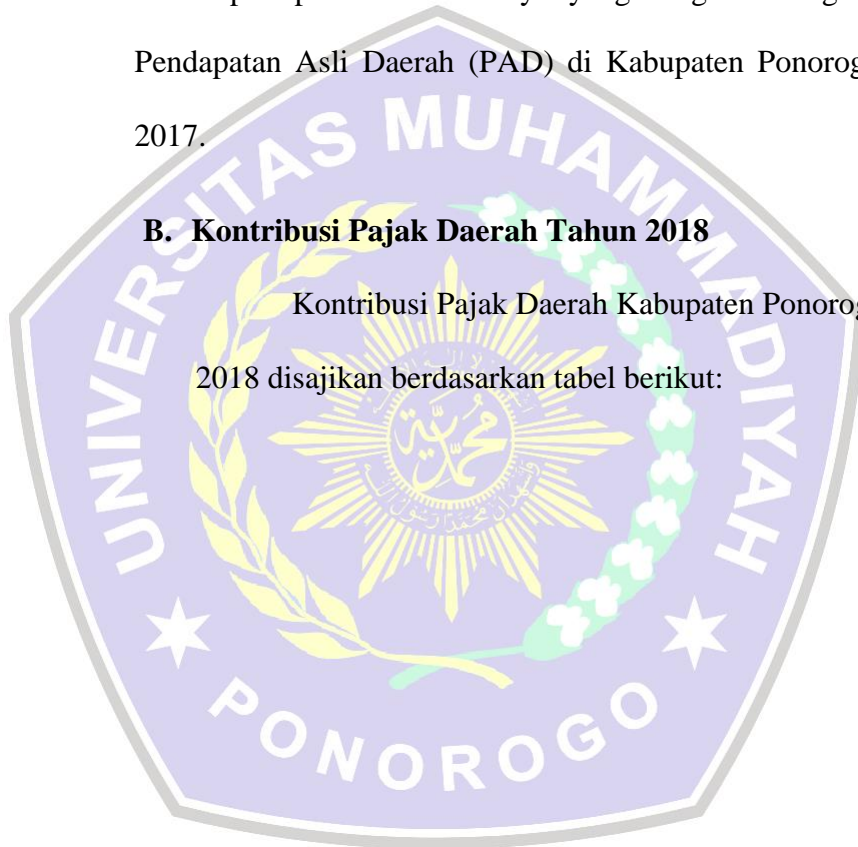 Pendapatan Asli Daerah (PAD) di Kabupaten Ponorog
2017.
B. Kontribusi Pajak Daerah Tahun 2018
Kontribusi Pajak Daerah Kabupaten Ponorog
2018 disajikan berdasarkan tabel berikut:
UNIVERSITAS MUHAMMADIYAH
PONOROGO